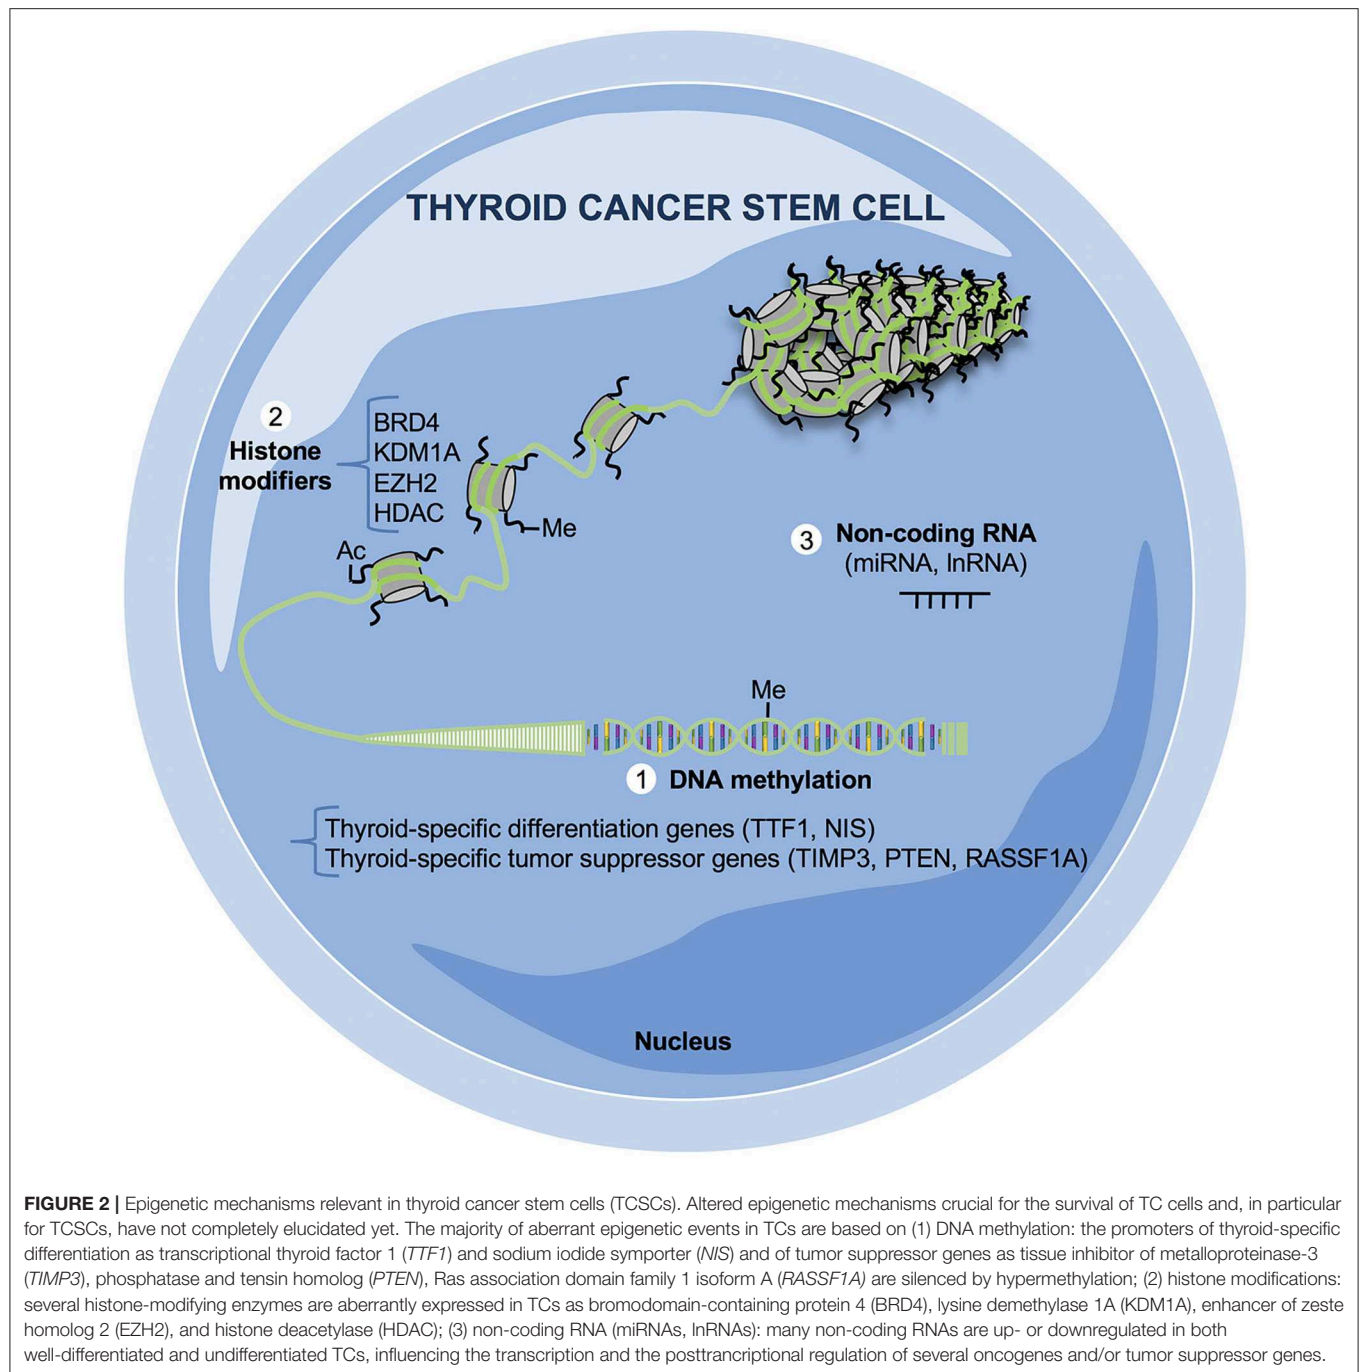 THYROID CANCER STEM CELL
2
Histone
modifiers
BRD4
KDM1A
EZH2
HDAC
Me
Ac
3 Non-coding RNA
(miRNA, lnRNA)
Me
1 DNA methylation
Thyroid-specific differentiation genes (TTF1, NIS)
Thyroid-specific tumor suppressor genes (TIMP3, PTEN, RASSF1A)
Nucleus
FIGURE 2 | Epigenetic mechanisms relevant in thyroid cancer stem cells (TCSCs). Altered epigenetic mechanisms crucial for the survival of TC cells and, in particular
for TCSCs, have not completely elucidated yet. The majority of aberrant epigenetic events in TCs are based on (1) DNA methylation: the promoters of thyroid-specific
differentiation as transcriptional thyroid factor 1 (TTF1) and sodium iodide symporter (NIS) and of tumor suppressor genes as tissue inhibitor of metalloproteinase-3
(TIMP3), phosphatase and tensin homolog (PTEN), Ras association domain family 1 isoform A (RASSF1A) are silenced by hypermethylation; (2) histone modifications:
several histone-modifying enzymes are aberrantly expressed in TCs as bromodomain-containing protein 4 (BRD4), lysine demethylase 1A (KDM1A), enhancer of zeste
homolog 2 (EZH2), and histone deacetylase (HDAC); (3) non-coding RNA (miRNAs, lnRNAs): many non-coding RNAs are up- or downregulated in both
well-differentiated and undifferentiated TCs, influencing the transcription and the posttrancriptional regulation of several oncogenes and/or tumor suppressor genes.